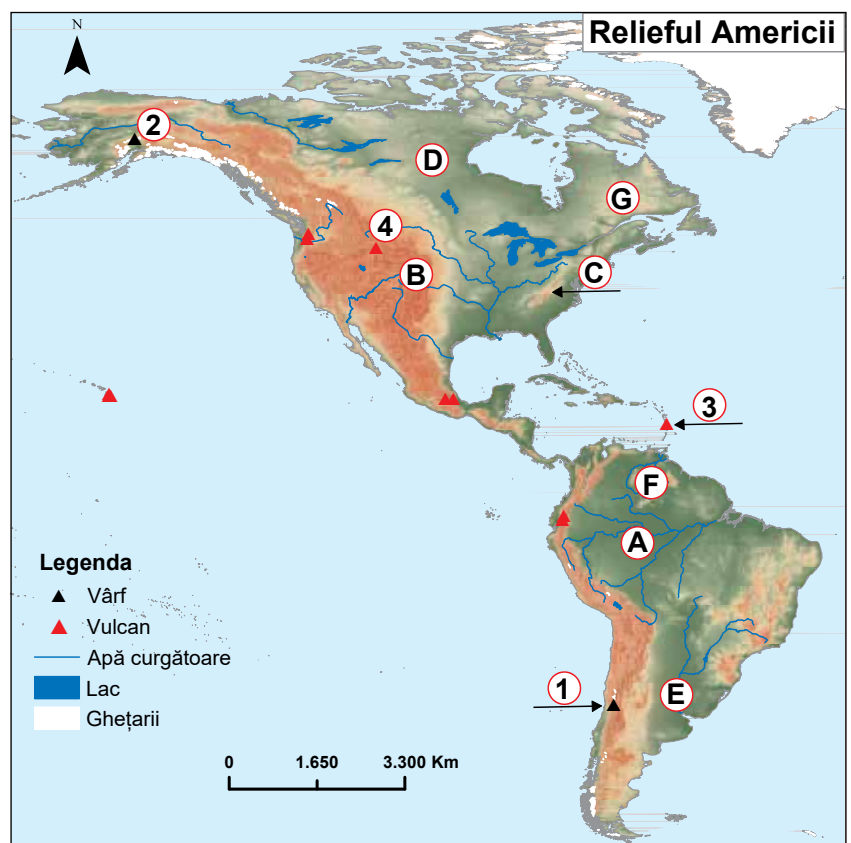 Relieful Americii
N
2
D
G
4
B
C
3
F
A
E
1
Legenda
Vârf
Vulcan
Apă curgătoare
Lac
Ghețarii
0 1.650 3.300 Km